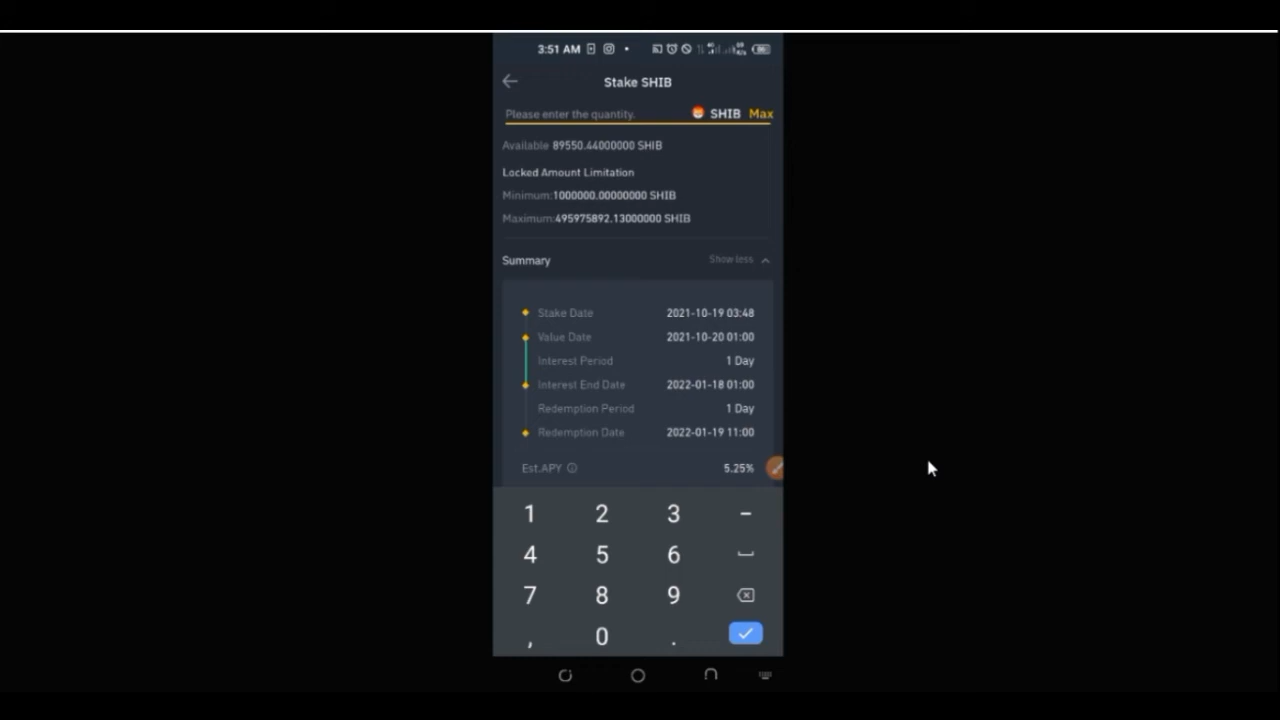 3:51 AM
Stake SHIB
Please enter the quantity. SHIB Max
Available 89550.44000000 SHIB
Locked Amount Limitation
Minimum:1000000.00000000 SHIB
Maximum:495975892.13000000 SHIB
Summary Show less
Stake Date 2021-10-19 03:48
Value Date 2021-10-20 01:00
Interest Period 1 Day
Interest End Date 2022-01-18 01:00
Redemption Period 1 Day
Redemption Date 2022-01-19 11:00
Est.APY 5.25%
1 2 3 -
4 5 6
7 8 9
, 0 .